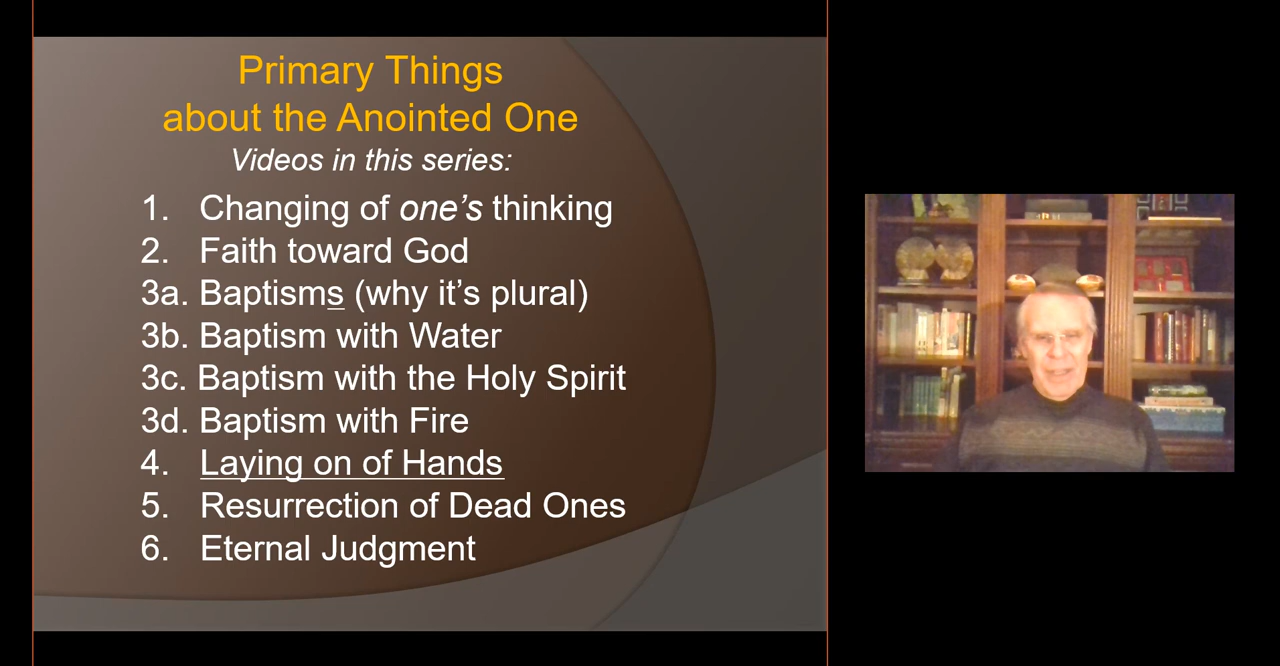 Primary Things
about the Anointed One
Videos in this series:
1. Changing of one’s thinking
2. Faith toward God
3a. Baptisms (why it’s plural)
3b. Baptism with Water
3c. Baptism with the Holy Spirit
3d. Baptism with Fire
4. Laying on of Hands
5. Resurrection of Dead Ones
6. Eternal Judgment